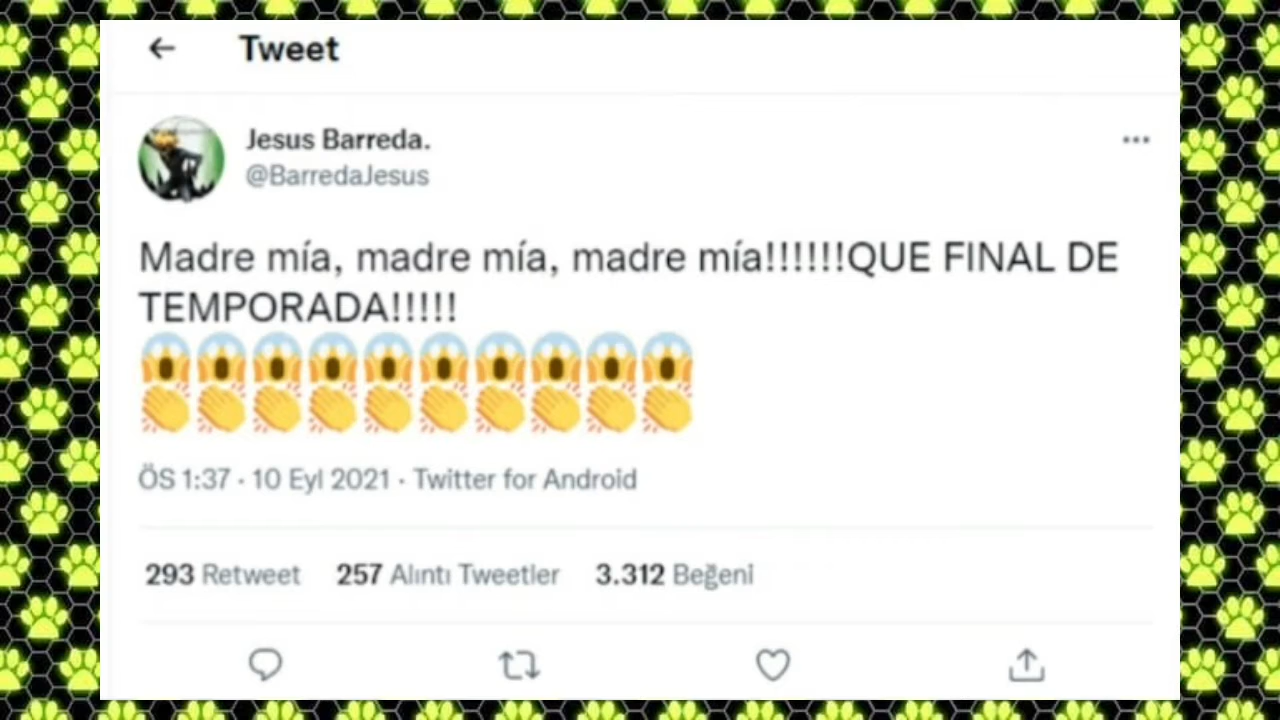 Tweet
Jesus Barreda.
@BarredaJesus
Madre mía, madre mía, madre mía!!!!!!QUE FINAL DE
TEMPORADA!!!!!
😱😱😱😱😱😱😱😱😱😱
👏👏👏👏👏👏👏👏👏👏
ÖS 1:37 · 10 Eyl 2021 · Twitter for Android
293 Retweet 257 Alıntı Tweetler 3.312 Beğeni